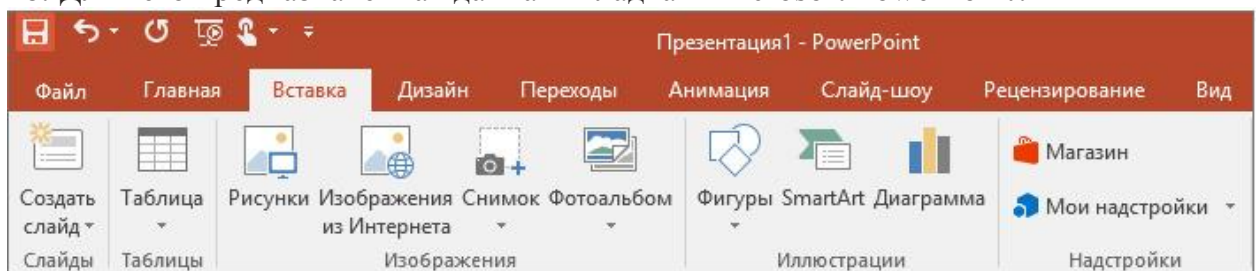 Презентация1 - PowerPoint
Файл Главная Вставка Дизайн Переходы Анимация Слайд-шоу Рецензирование Вид
Создать слайд Таблица Рисунки Изображения из Интернета Снимок Фотоальбом Фигуры SmartArt Диаграмма Магазин
Мои надстройки
Слайды Таблицы Изображения Иллюстрации Надстройки